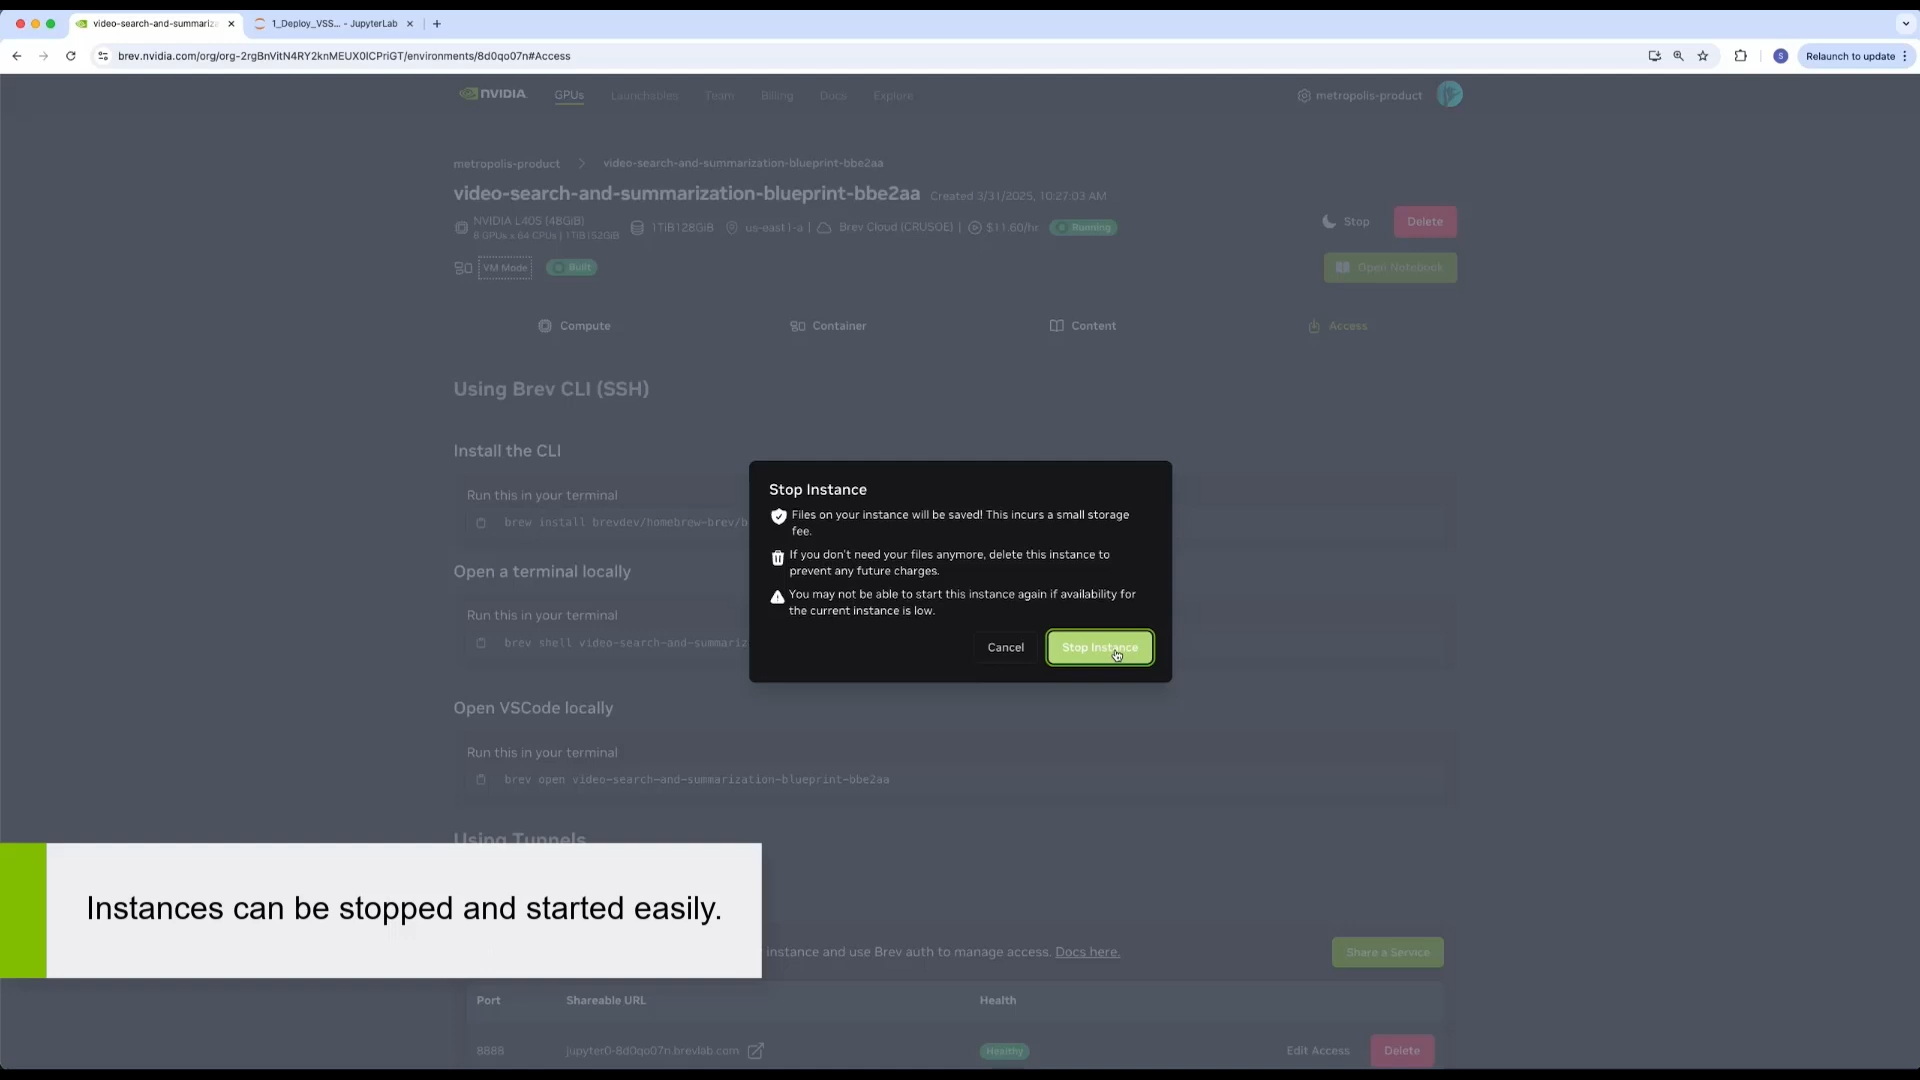 video-search-and-summariza
1_Deploy_VSS... - JupyterLab
brev.nvidia.com/org/org-2rgBnVitN4RY2knMEUX0ICPriGT/environments/8d0qo07n#Access
S
Relaunch to update
NVIDIA
GPUs
Launchables
Team
Billing
Docs
Explore
metropolis-product
metropolis-product > video-search-and-summarization-blueprint-bbe2aa
video-search-and-summarization-blueprint-bbe2aa Created 3/31/2025, 10:27:03 AM
NVIDIA L40S (48GiB)
8 GPUs x 64 CPUs | 1TiB152GiB
1TiB128GiB
us-east1-a |
Brev Cloud (CRUSOE) |
$11.60/hr
Running
Stop
Delete
VM Mode
Built
Open Notebook
Compute
Container
Content
Access
Using Brev CLI (SSH)
Install the CLI
Run this in your terminal
brew install brevdev/homebrew-brev/b
Open a terminal locally
Run this in your terminal
brev shell video-search-and-summariz
Stop Instance
Files on your instance will be saved! This incurs a small storage
fee.
If you don't need your files anymore, delete this instance to
prevent any future charges.
You may not be able to start this instance again if availability for
the current instance is low.
Cancel
Stop Instance
Open VSCode locally
Run this in your terminal
brev open video-search-and-summarization-blueprint-bbe2aa
Using Tunnels
Instances can be stopped and started easily.
instance and use Brev auth to manage access. Docs here.
Share a Service
Port
Shareable URL
Health
8888
jupyter0-8d0qo07n.brevlab.com
Healthy
Edit Access
Delete